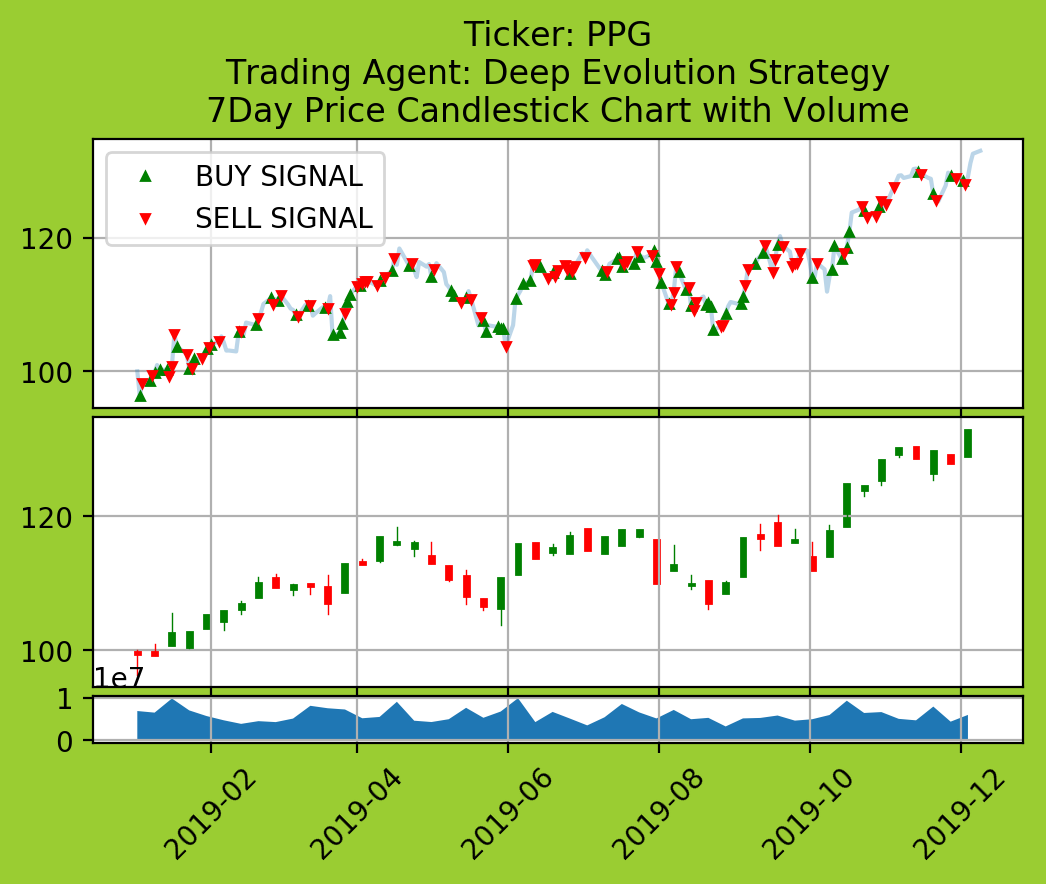 Ticker: PPG
Trading Agent: Deep Evolution Strategy
7Day Price Candlestick Chart with Volume
BUY SIGNAL
SELL SIGNAL
120
100
120
100
1e7
1
0
2019-02
2019-04
2019-06
2019-08
2019-10
2019-12